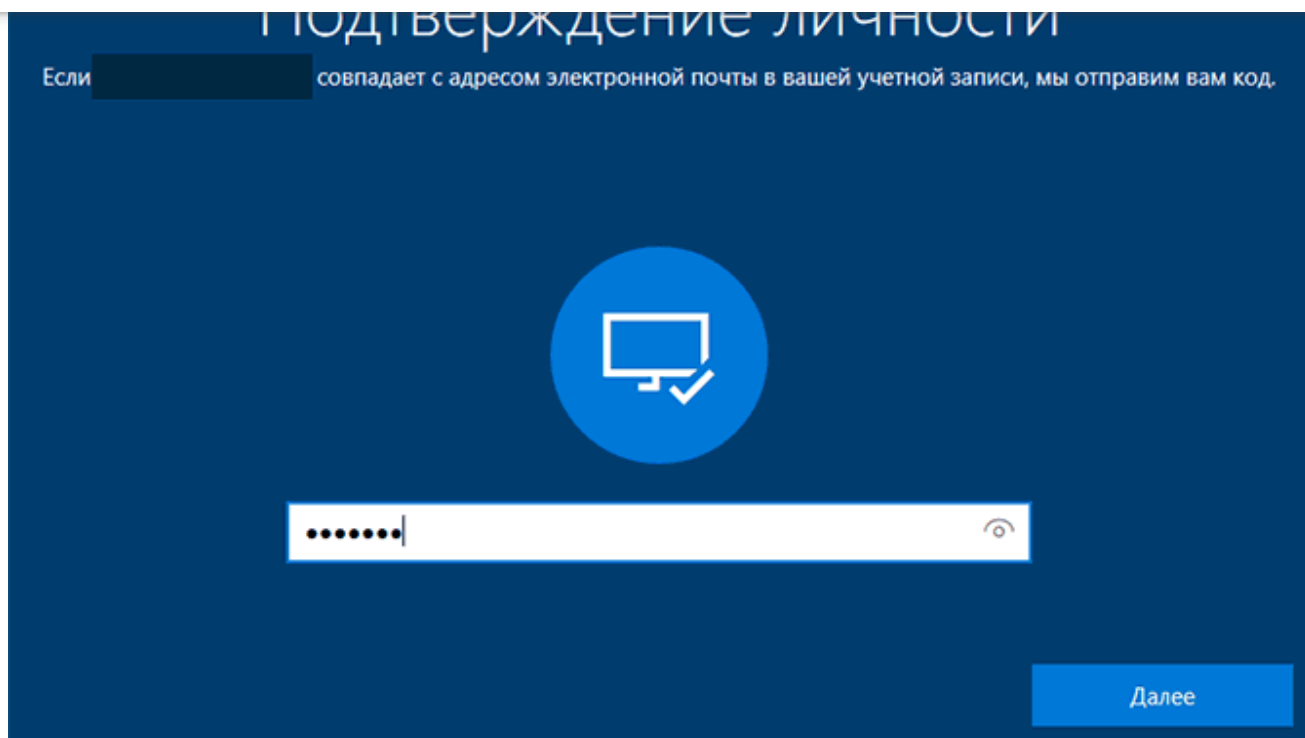 Подтверждение личности
Если совпадает с адресом электронной почты в вашей учетной записи, мы отправим вам код.
Далее